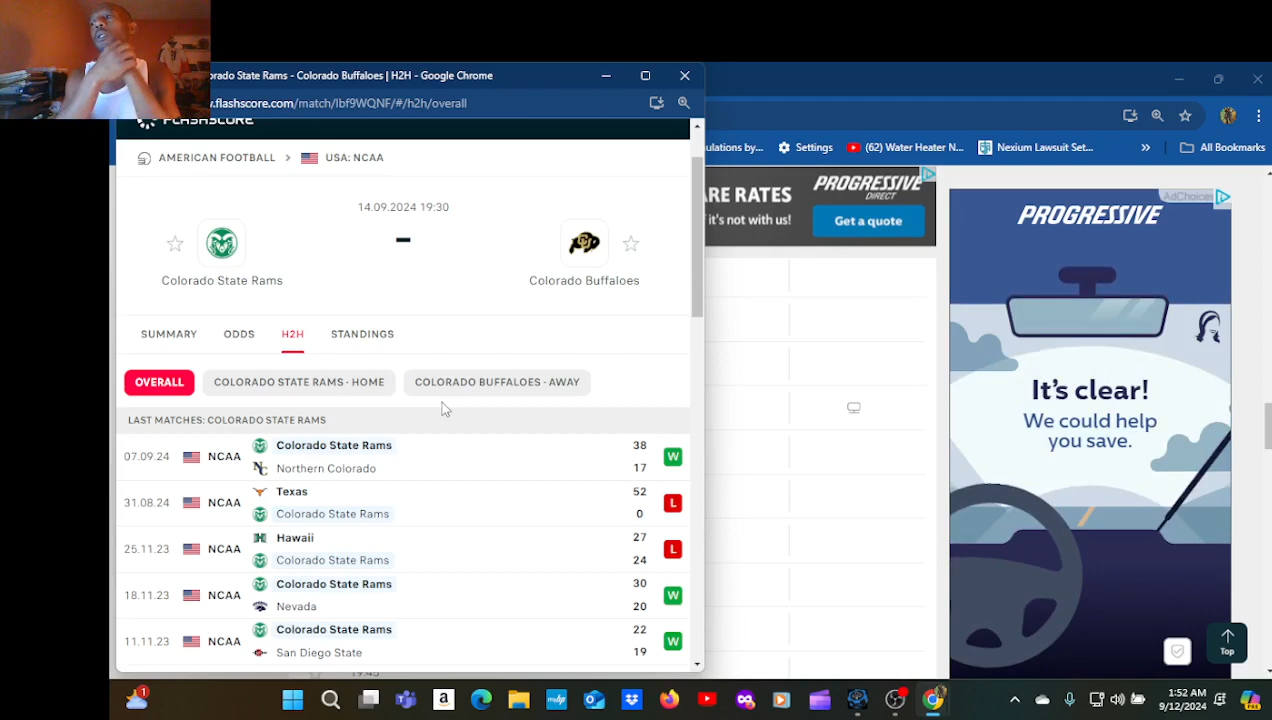 orado State Rams - Colorado Buffaloes | H2H - Google Chrome
w.flashscore.com/match/lbf9WQNF/#/h2h/overall
FLASHSCORE
AMERICAN FOOTBALL > USA: NCAA
14.09.2024 19:30
-
Colorado State Rams
Colorado Buffaloes
SUMMARY ODDS H2H STANDINGS
OVERALL COLORADO STATE RAMS - HOME COLORADO BUFFALOES - AWAY
LAST MATCHES: COLORADO STATE RAMS
07.09.24 NCAA Colorado State Rams 38 W
Northern Colorado 17
31.08.24 NCAA Texas 52 L
Colorado State Rams 0
25.11.23 NCAA Hawaii 27 L
Colorado State Rams 24
18.11.23 NCAA Colorado State Rams 30 W
Nevada 20
11.11.23 NCAA Colorado State Rams 22 W
San Diego State 19
19:45
ulations by... Settings (62) Water Heater N... Nexium Lawsuit Set... » All Bookmarks
ARE RATES
f it's not with us!
PROGRESSIVE
DIRECT
Get a quote
AdChoices
PROGRESSIVE
It's clear!
We could help
you save.
Top
1
1:52 AM
9/12/2024